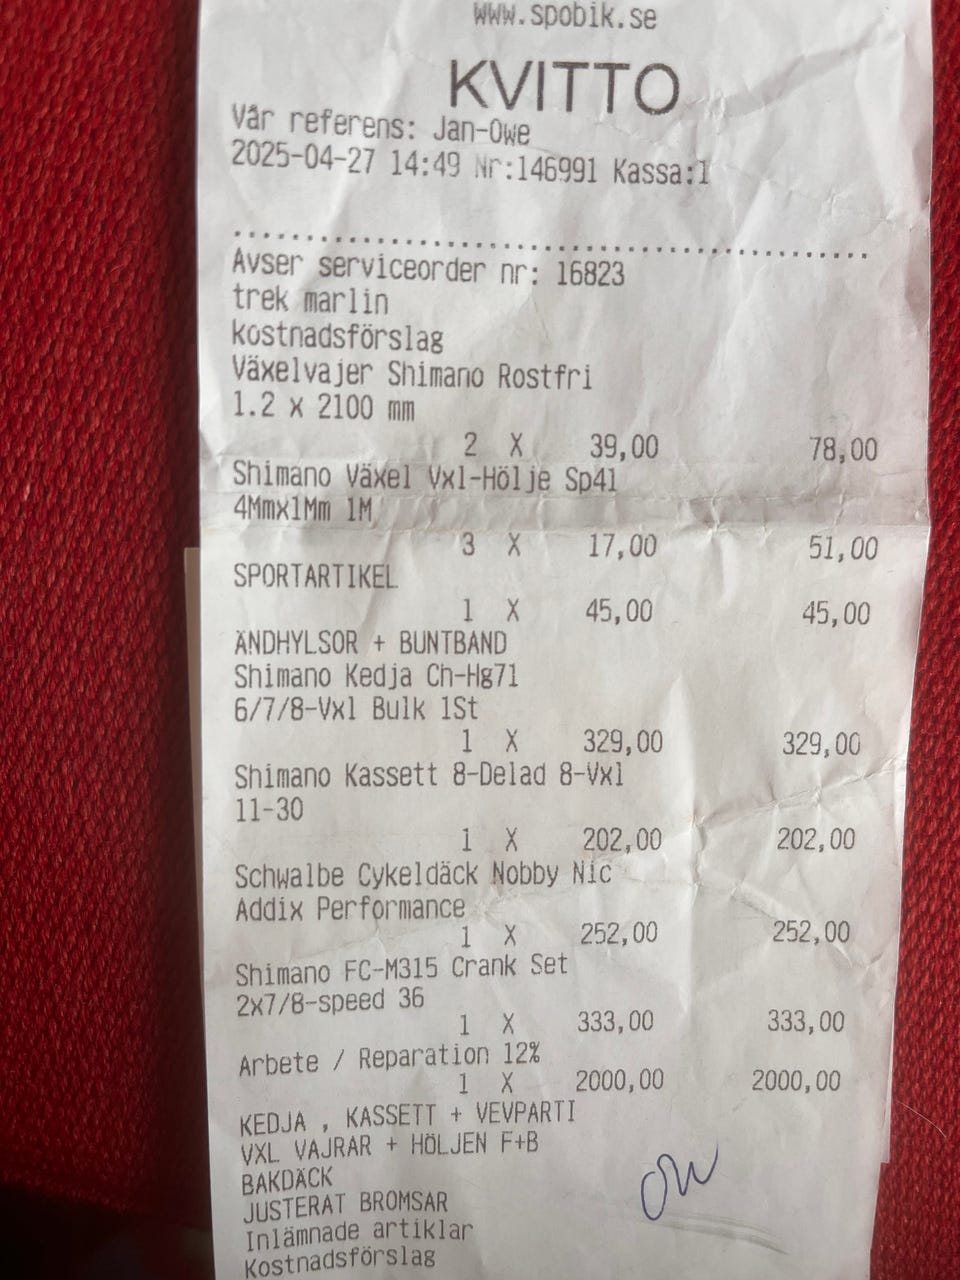 www.spobik.se
KVITTO
Vår referens: Jan-Owe
2025-04-27 14:49 Nr:146991 Kassa:1
Avser serviceorder nr: 16823
trek marlin
kostnadsförslag
Växelvajer Shimano Rostfri
1.2 x 2100 mm
2 X 39,00 78,00
Shimano Växel Vxl-Hölje Sp41
4Mmx1Mm 1M
3 X 17,00 51,00
SPORTARTIKEL
1 X 45,00 45,00
ÄNDHYLSOR + BUNTBAND
Shimano Kedja Ch-Hg71
6/7/8-Vxl Bulk 1St
1 X 329,00 329,00
Shimano Kassett 8-Delad 8-Vxl
11-30
1 X 202,00 202,00
Schwalbe Cykeldäck Nobby Nic
Addix Performance
1 X 252,00 252,00
Shimano FC-M315 Crank Set
2x7/8-speed 36
1 X 333,00 333,00
Arbete / Reparation 12%
1 X 2000,00 2000,00
KEDJA , KASSETT + VEVPARTI
VXL VAJRAR + HÖLJEN F+B
BAKDÄCK
JUSTERAT BROMSAR
Inlämnade artiklar
Kostnadsförslag